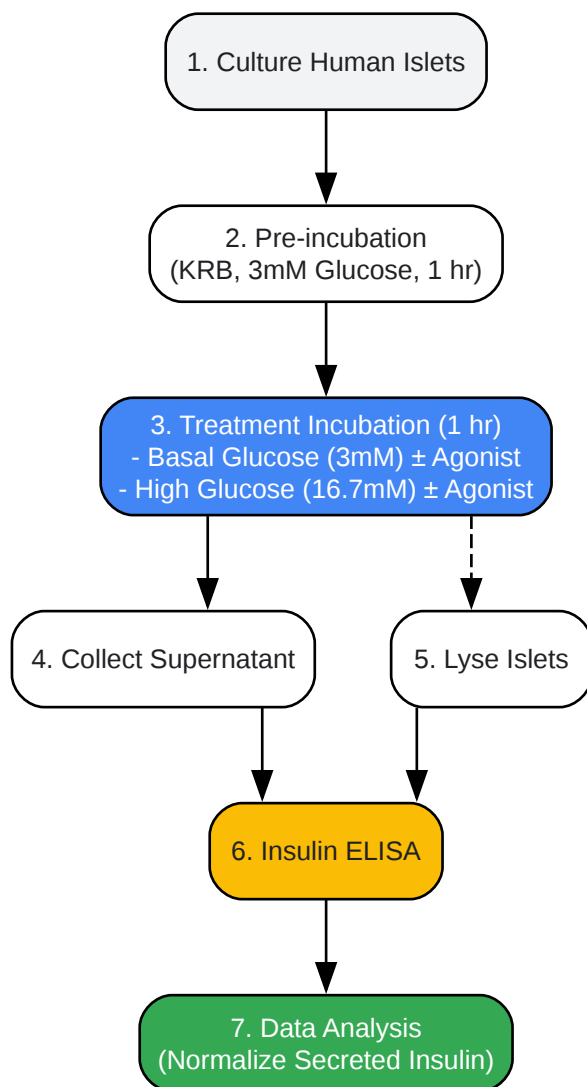 1. Culture Human Islets
2. Pre-incubation
(KRB, 3mM Glucose, 1 hr)
3. Treatment Incubation (1 hr)
- Basal Glucose (3mM) ± Agonist
- High Glucose (16.7mM) ± Agonist
4. Collect Supernatant
5. Lyse Islets
6. Insulin ELISA
7. Data Analysis
(Normalize Secreted Insulin)